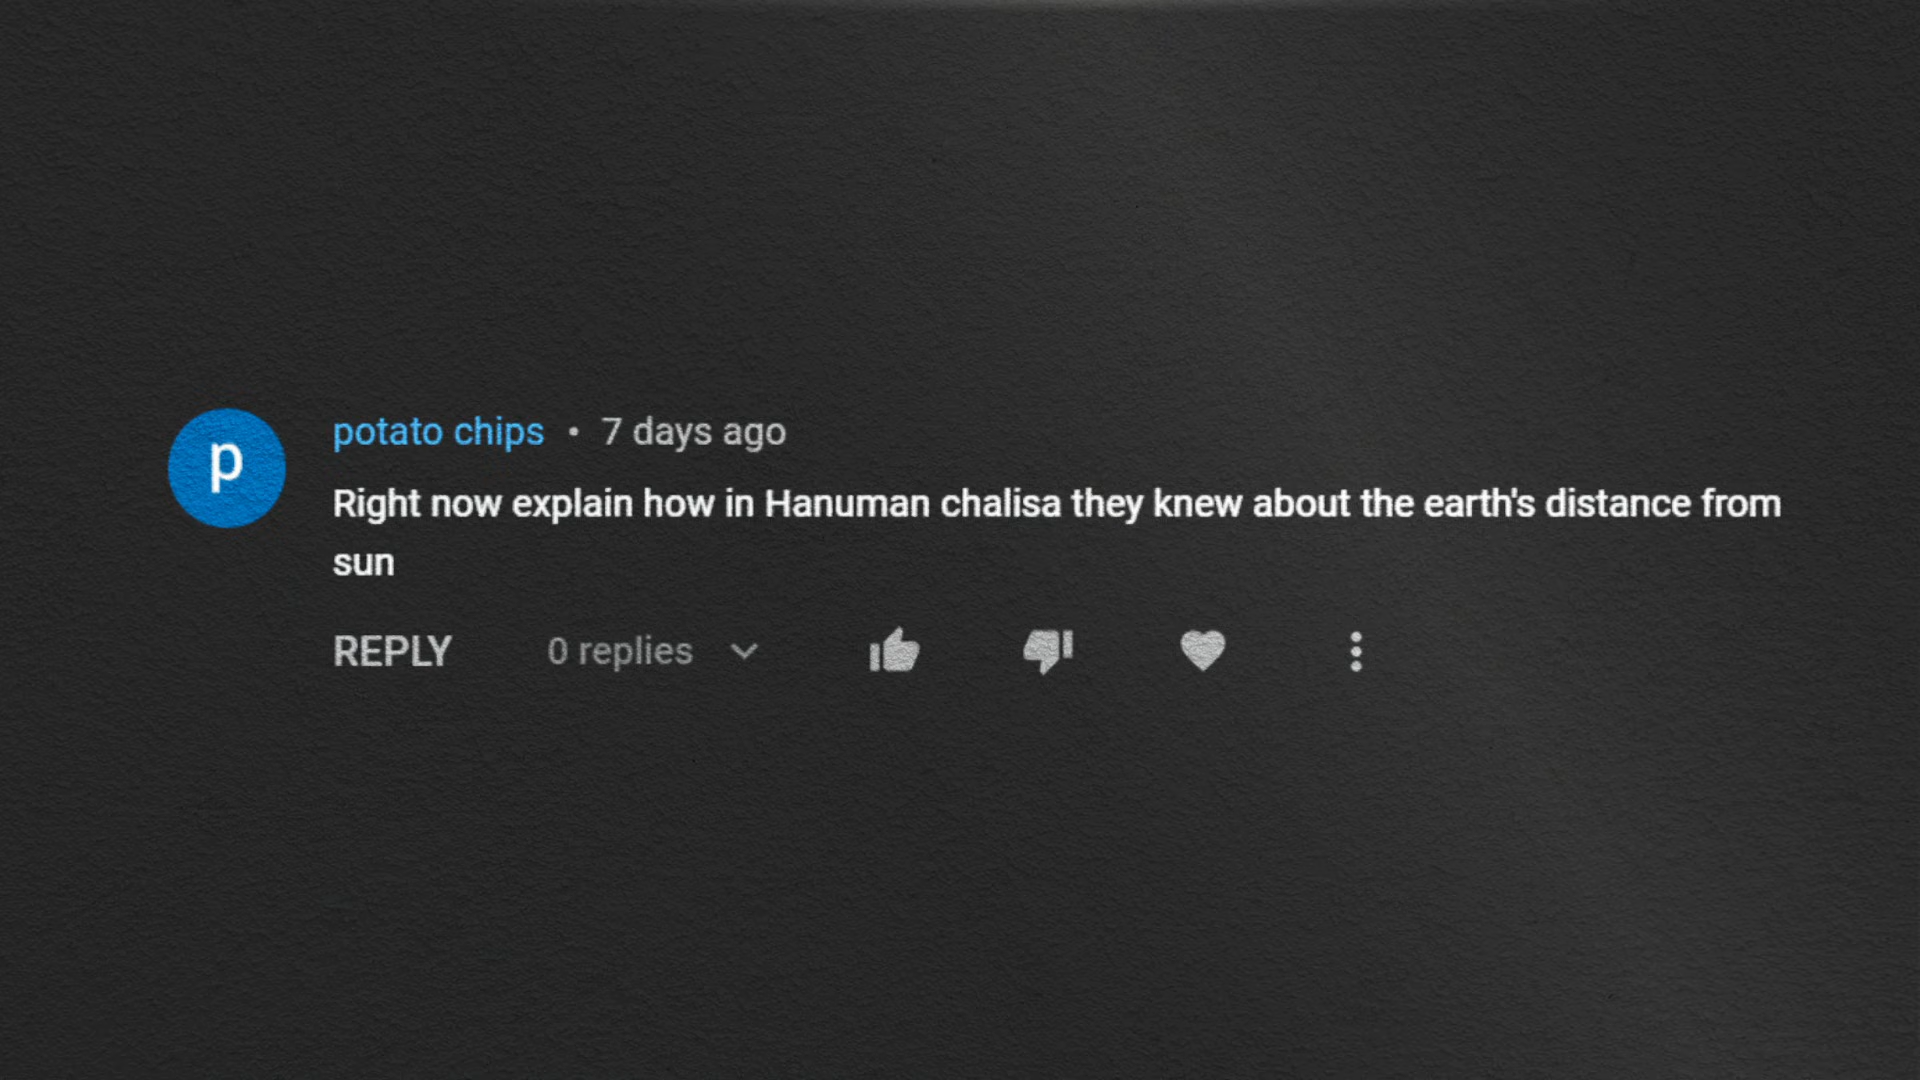 p
potato chips • 7 days ago
Right now explain how in Hanuman chalisa they knew about the earth's distance from
sun
REPLY 0 replies